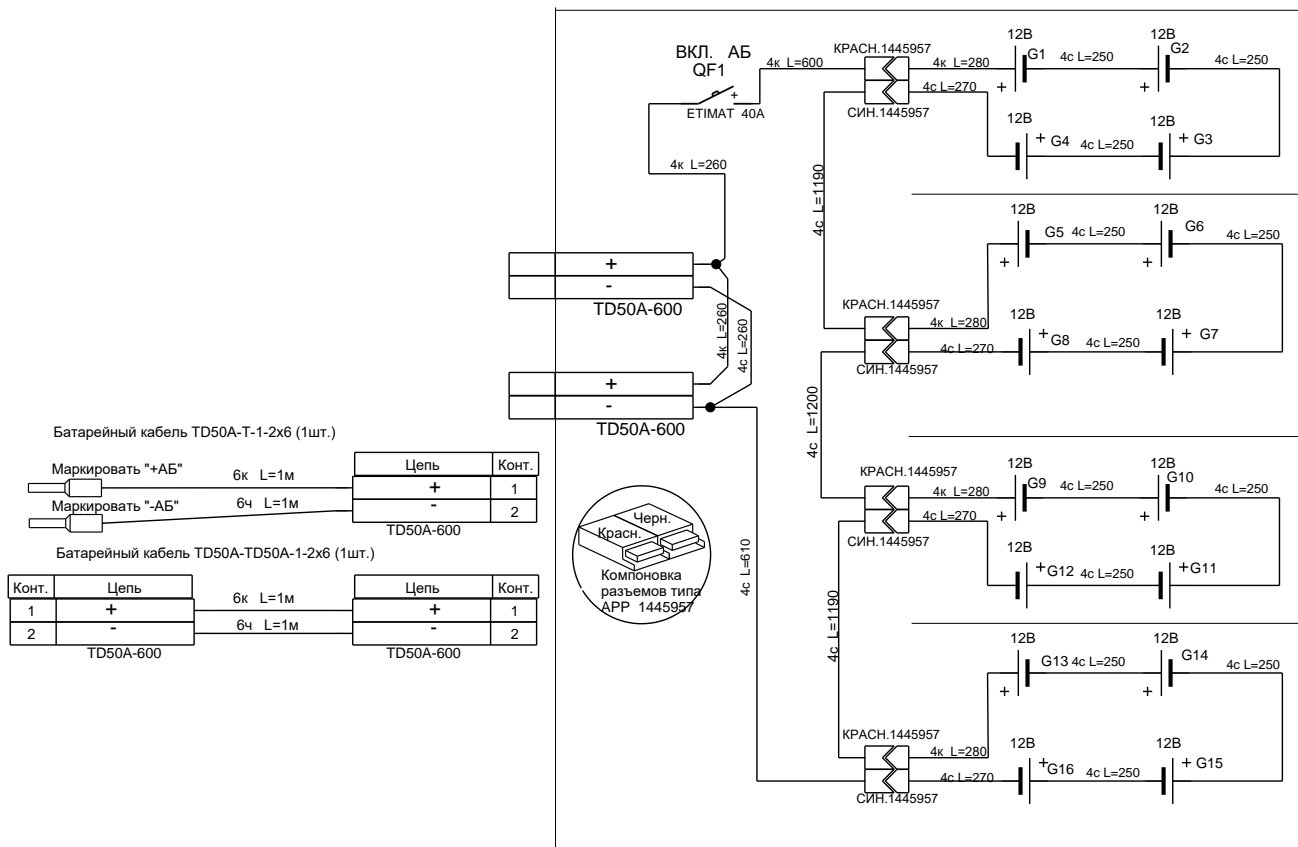 ВКЛ. АБ
QF1
ETIMAT 40A
4к L=600
4к L=260
КРАСН.1445957
СИН.1445957
4к L=280
4с L=270
12В
G1
+
4с L=250
12В
G2
+
4с L=250
12В
+ G4
4с L=250
12В
+ G3
4с L=1190
12В
G5
+
4с L=250
12В
G6
+
4с L=250
КРАСН.1445957
СИН.1445957
4к L=280
4с L=270
12В
+ G8
4с L=250
12В
+ G7
+
-
TD50A-600
4к L=260
4с L=260
+
-
TD50A-600
4с L=1200
12В
G9
+
4с L=250
12В
G10
+
4с L=250
КРАСН.1445957
СИН.1445957
4к L=280
4с L=270
12В
+ G12
4с L=250
12В
+ G11
4с L=610
4с L=1190
12В
G13
+
4с L=250
12В
G14
+
4с L=250
КРАСН.1445957
СИН.1445957
4к L=280
4с L=270
12В
+ G16
4с L=250
12В
+ G15
Черн.
Красн.
Компоновка
разъемов типа
APP 1445957
Батарейный кабель TD50A-T-1-2x6 (1шт.)
Маркировать "+АБ"
6к L=1м
Маркировать "-АБ"
6ч L=1м
Цепь Конт.
+ 1
- 2
TD50A-600
Батарейный кабель TD50A-TD50A-1-2x6 (1шт.)
Конт. Цепь
1 +
2 -
TD50A-600
6к L=1м
6ч L=1м
Цепь Конт.
+ 1
- 2
TD50A-600